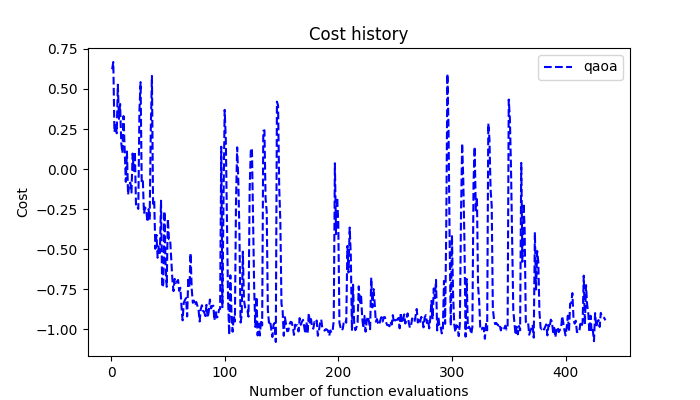 Cost history
qaoa
0.75
0.50
0.25
0.00
−0.25
−0.50
−0.75
−1.00
Cost
0 100 200 300 400
Number of function evaluations